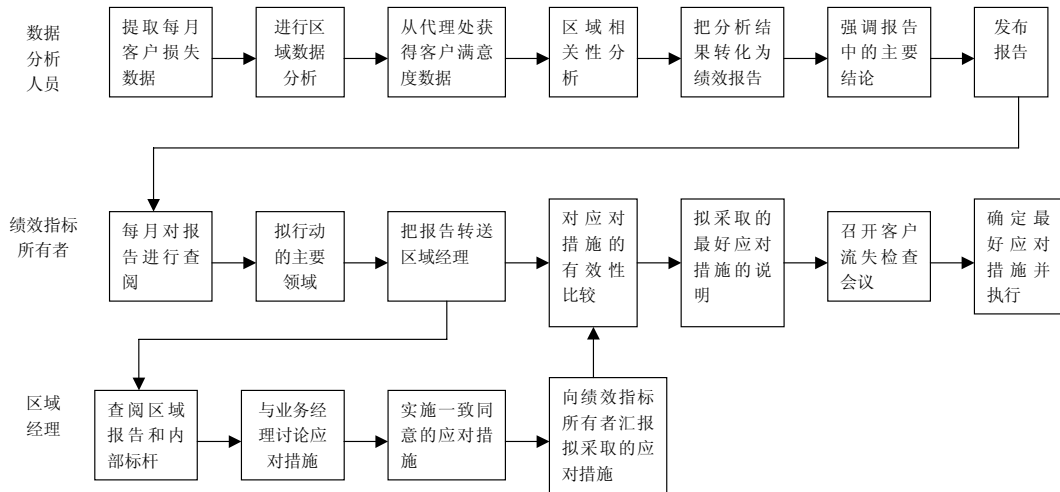 数据
分析
人员
提取每月
客户损失
数据
进行区
域数据
分析
从代理处获
得客户满意
度数据
区域相
关性分
析
把分析结
果转化为
绩效报告
强调报告
中的主要
结论
发布
报告
绩效指标
所有者
每月对报
告进行查
阅
拟行动
的主要
领域
把报告转送
区域经理
对应对
措施的
有效性
比较
拟采取的
最好应对
措施的说
明
召开客户
流失检查
会议
确定最
好应对
措施并
执行
区域
经理
查阅区域
报告和内
部标杆
与业务经
理讨论应
对措施
实施一致同
意的应对措
施
向绩效指标
所有者汇报
拟采取的应
对措施